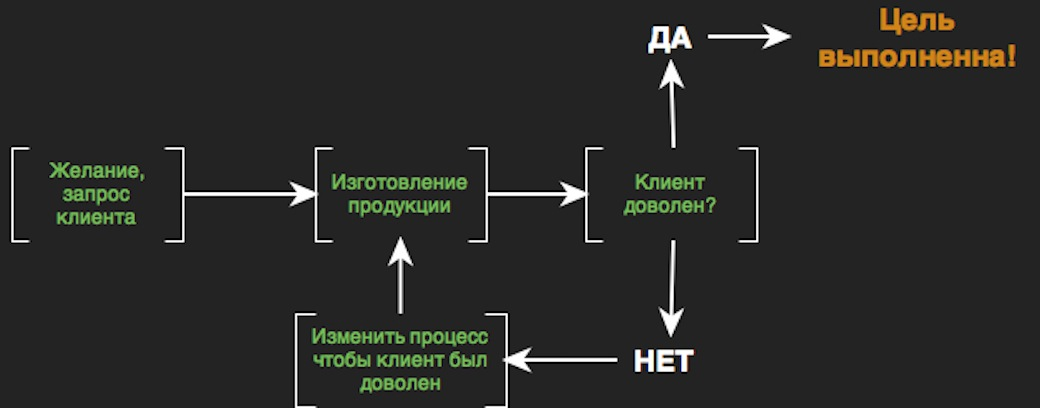 ДА
Цель
выполненна!
Желание,
запрос
клиента
Изготовление
продукции
Клиент
доволен?
Изменить процесс
чтобы клиент был
доволен
НЕТ